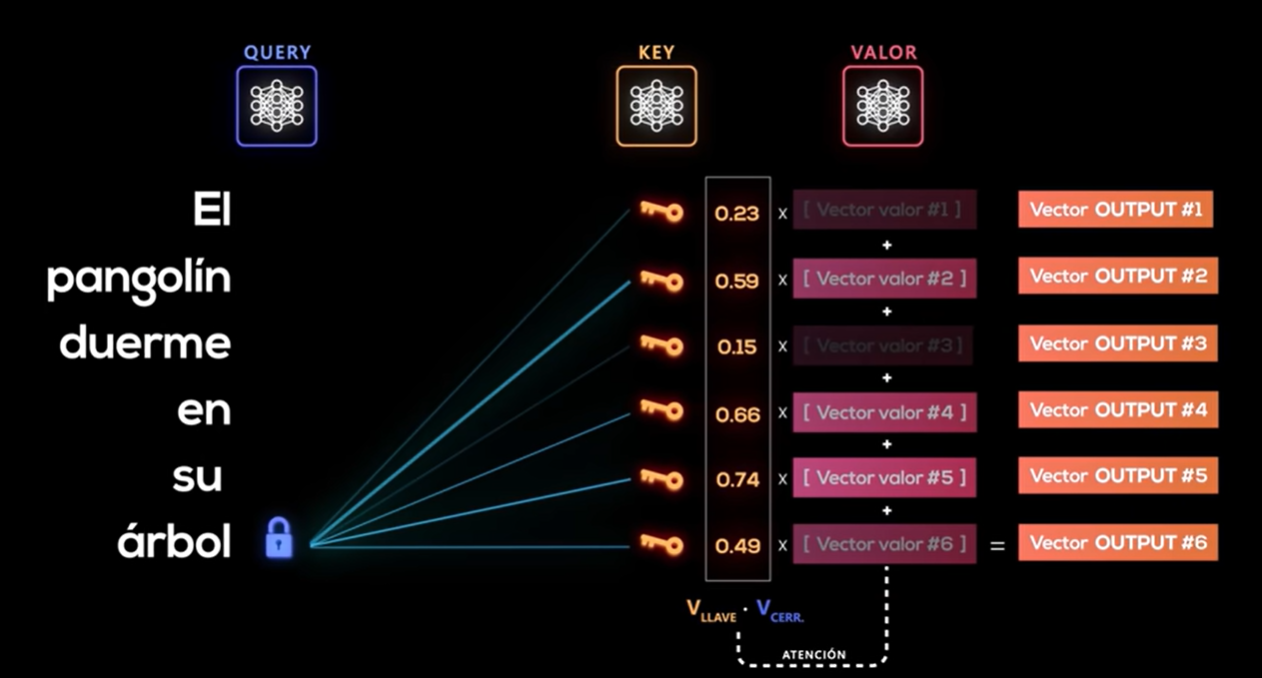 QUERY KEY VALOR
El 0.23 x [ Vector valor #1 ] Vector OUTPUT #1
+
pangolín 0.59 x [ Vector valor #2 ] Vector OUTPUT #2
+
duerme 0.15 x [ Vector valor #3 ] Vector OUTPUT #3
+
en 0.66 x [ Vector valor #4 ] Vector OUTPUT #4
+
su 0.74 x [ Vector valor #5 ] Vector OUTPUT #5
+
árbol 0.49 x [ Vector valor #6 ] = Vector OUTPUT #6
V LLAVE · V CERR.
ATENCIÓN